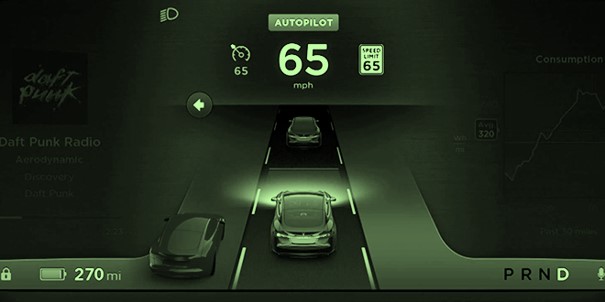 AUTOPILOT
65
65
mph
SPEED
LIMIT
65
Consumption
daft
punk
Avg
320
Daft Punk Radio
Aerodynamic
Discovery
Daft Punk
270 mi
P R N D